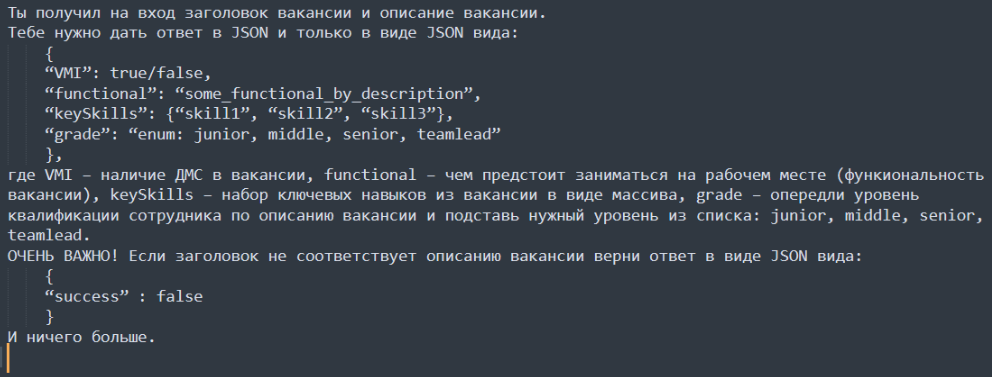 Ты получил на вход заголовок вакансии и описание вакансии.
Тебе нужно дать ответ в JSON и только в виде JSON вида:
{
“VMI”: true/false,
“functional”: “some_functional_by_description”,
“keySkills”: {“skill1”, “skill2”, “skill3”},
“grade”: “enum: junior, middle, senior, teamlead”
},
где VMI – наличие ДМС в вакансии, functional – чем предстоит заниматься на рабочем месте (функиональность
вакансии), keySkills – набор ключевых навыков из вакансии в виде массива, grade – опередли уровень
квалификации сотрудника по описанию вакансии и подставь нужный уровень из списка: junior, middle, senior,
teamlead.
ОЧЕНЬ ВАЖНО! Если заголовок не соответствует описанию вакансии верни ответ в виде JSON вида:
{
“success” : false
}
И ничего больше.